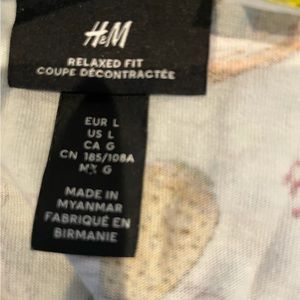 H&M
RELAXED FIT
COUPE DÉCONTRACTÉE
EUR L
US L
CA G
CN 185/108A
MX G
MADE IN
MYANMAR
FABRIQUÉ EN
BIRMANIE